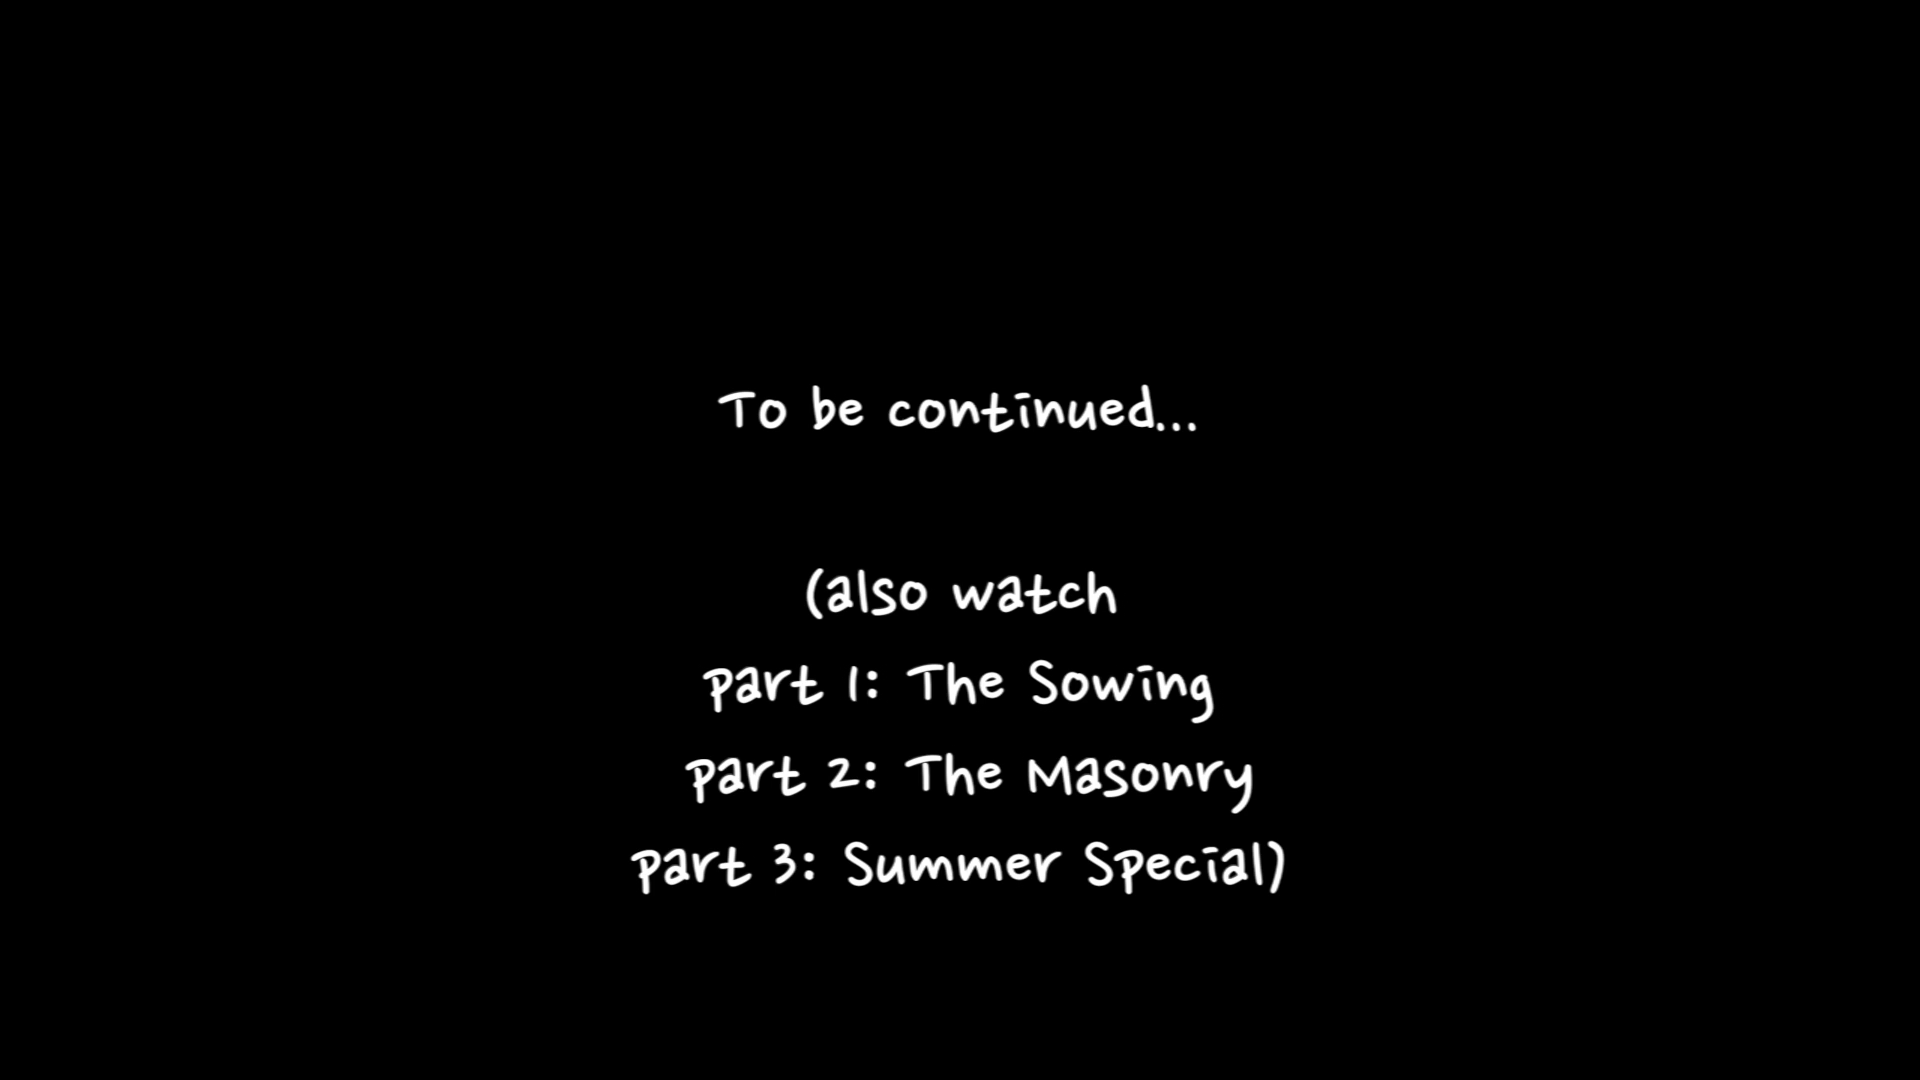 To be continued...
(also watch
part 1: The Sowing
part 2: The Masonry
part 3: Summer Special)